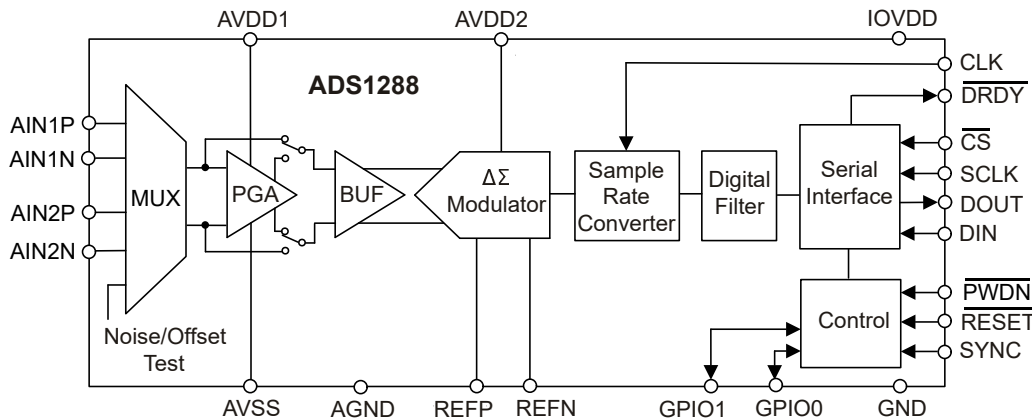 AVDD1
AVDD2
IOVDD
ADS1288
CLK
DRDY
AIN1P
AIN1N
AIN2P
AIN2N
MUX
PGA
BUF
ΔΣ
Modulator
Sample
Rate
Converter
Digital
Filter
Serial
Interface
CS
SCLK
DOUT
DIN
Control
PWDN
RESET
SYNC
Noise/Offset
Test
AVSS
AGND
REFP
REFN
GPIO1
GPIO0
GND